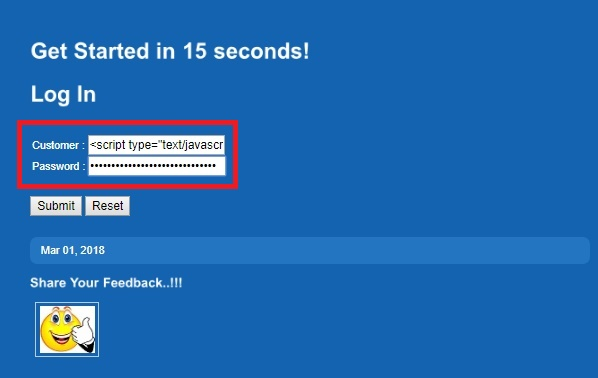 Get Started in 15 seconds!
Log In
Customer : <script type="text/javascr
Password : ••••••••••••••••••••••••••••••
Submit Reset
Mar 01, 2018
Share Your Feedback..!!!